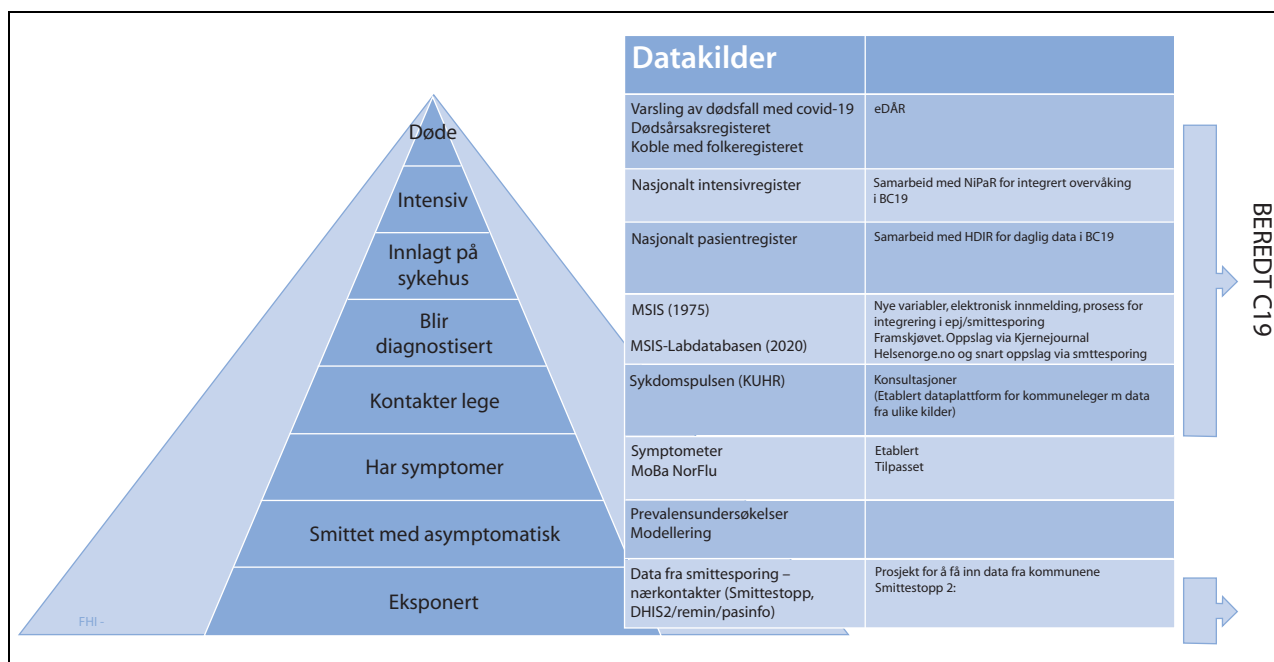 Døde
Intensiv
Innlagt på
sykehus
Blir
diagnostisert
Kontakter lege
Har symptomer
Smittet med asymptomatisk
Eksponert
FHI -
Datakilder
Varsling av dødsfall med covid-19
Dødsårsaksregisteret
Koble med folkeregisteret
eDÅR
Nasjonalt intensivregister
Samarbeid med NiPaR for integrert overvåking
i BC19
Nasjonalt pasientregister
Samarbeid med HDIR for daglig data i BC19
MSIS (1975)
MSIS-Labdatabasen (2020)
Nye variabler, elektronisk innmelding, prosess for
integrering i epj/smittesporing
Framskjøvet. Oppslag via Kjernejournal
Helsenorge.no og snart oppslag via smttesporing
Sykdomspulsen (KUHR)
Konsultasjoner
(Etablert dataplattform for kommuneleger m data
fra ulike kilder)
Symptometer
MoBa NorFlu
Etablert
Tilpasset
Prevalensundersøkelser
Modellering
Data fra smittesporing –
nærkontakter (Smittestopp,
DHIS2/remin/pasinfo)
Prosjekt for å få inn data fra kommunene
Smittestopp 2:
BEREDT C19